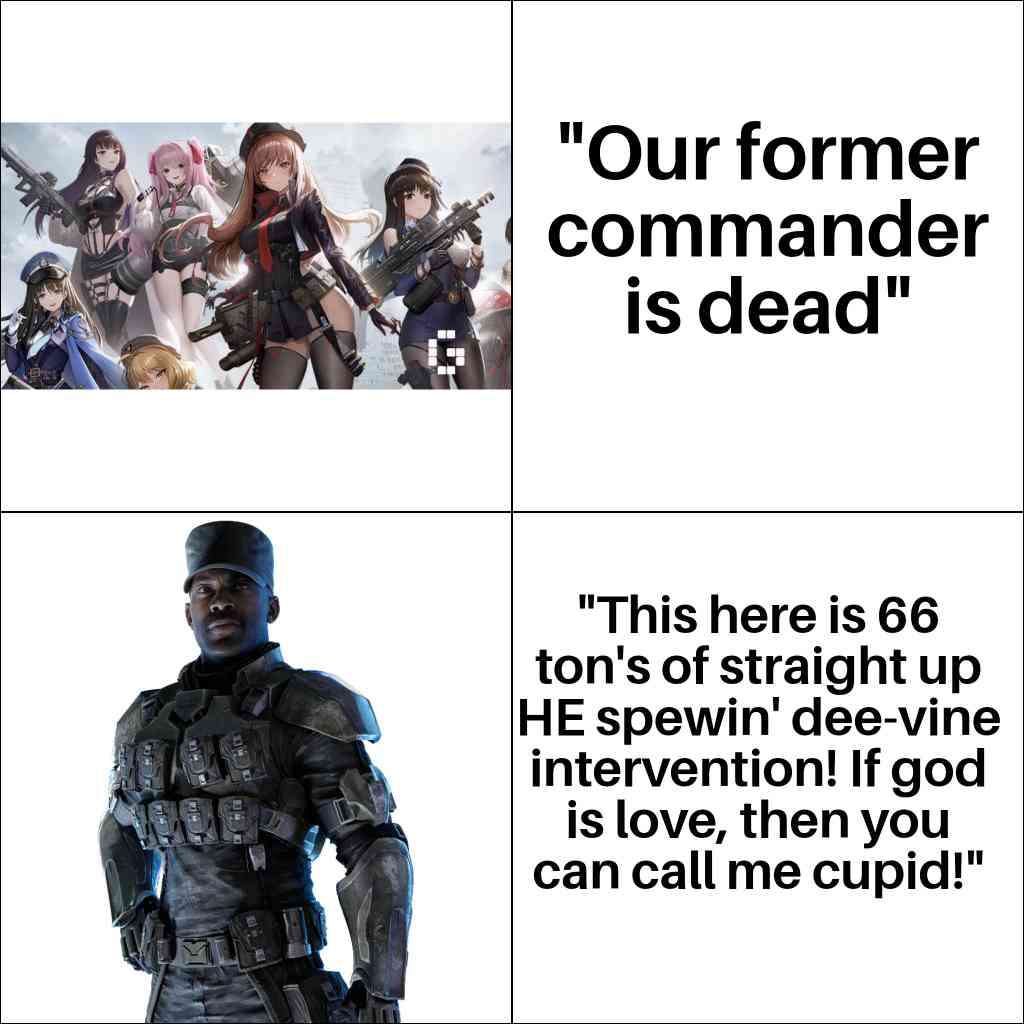 "Our former
commander
is dead"
"This here is 66
ton's of straight up
HE spewin' dee-vine
intervention! If god
is love, then you
can call me cupid!"